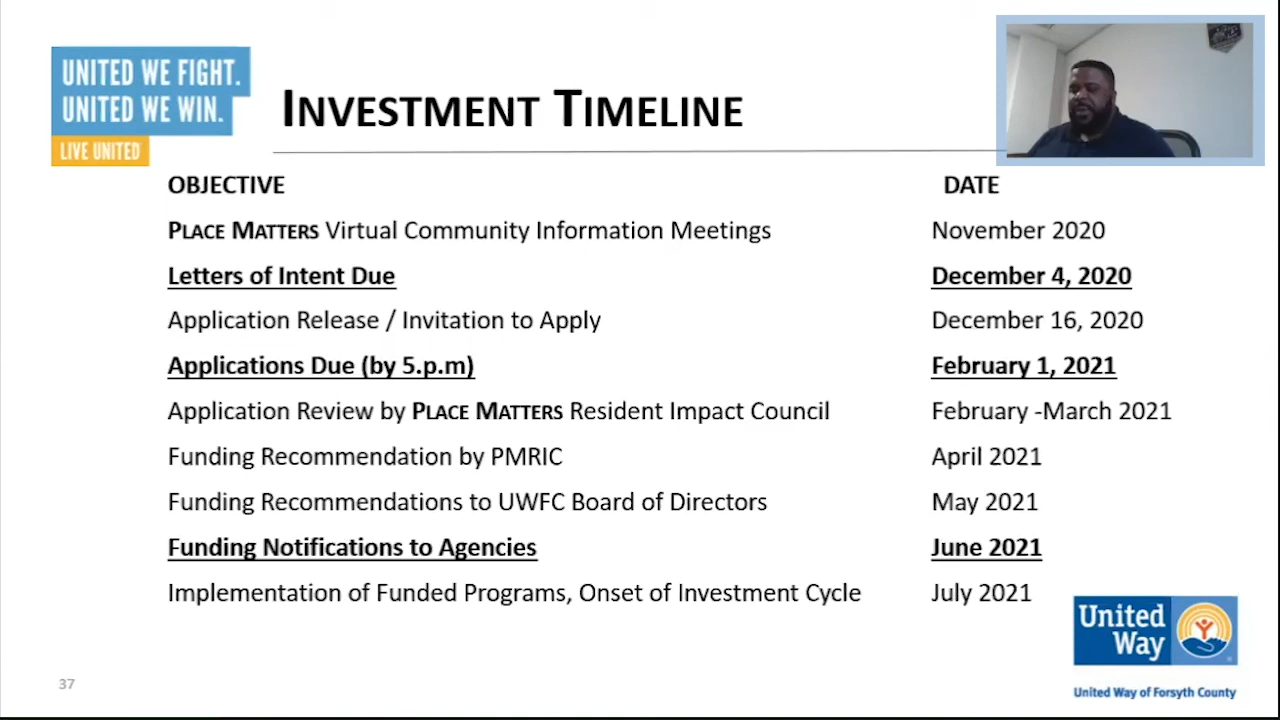 UNITED WE FIGHT.
UNITED WE WIN.
LIVE UNITED
INVESTMENT TIMELINE
OBJECTIVE DATE
PLACE MATTERS Virtual Community Information Meetings November 2020
Letters of Intent Due December 4, 2020
Application Release / Invitation to Apply December 16, 2020
Applications Due (by 5.p.m) February 1, 2021
Application Review by PLACE MATTERS Resident Impact Council February -March 2021
Funding Recommendation by PMRIC April 2021
Funding Recommendations to UWFC Board of Directors May 2021
Funding Notifications to Agencies June 2021
Implementation of Funded Programs, Onset of Investment Cycle July 2021
United
Way
United Way of Forsyth County
37